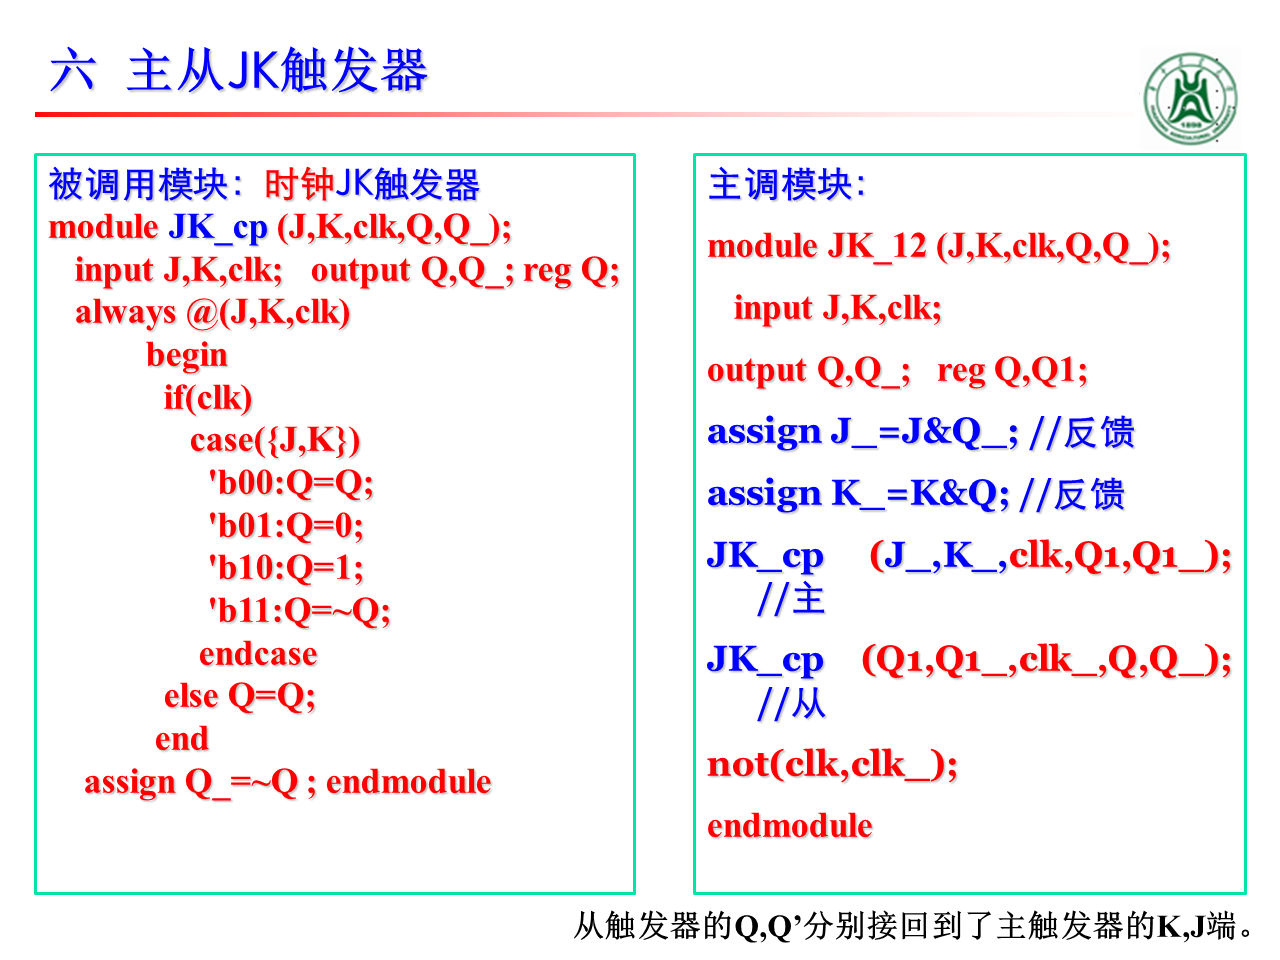 六 主从JK触发器
被调用模块：时钟JK触发器
module JK_cp (J,K,clk,Q,Q_);
input J,K,clk; output Q,Q_; reg Q;
always @(J,K,clk)
begin
if(clk)
case({J,K})
'b00:Q=Q;
'b01:Q=0;
'b10:Q=1;
'b11:Q=~Q;
endcase
else Q=Q;
end
assign Q_=~Q ; endmodule
主调模块：
module JK_12 (J,K,clk,Q,Q_);
input J,K,clk;
output Q,Q_; reg Q,Q1;
assign J_=J&Q_; //反馈
assign K_=K&Q; //反馈
JK_cp (J_,K_,clk,Q1,Q1_);
//主
JK_cp (Q1,Q1_,clk_,Q,Q_);
//从
not(clk,clk_);
endmodule
从触发器的Q,Q’分别接回到了主触发器的K,J端。